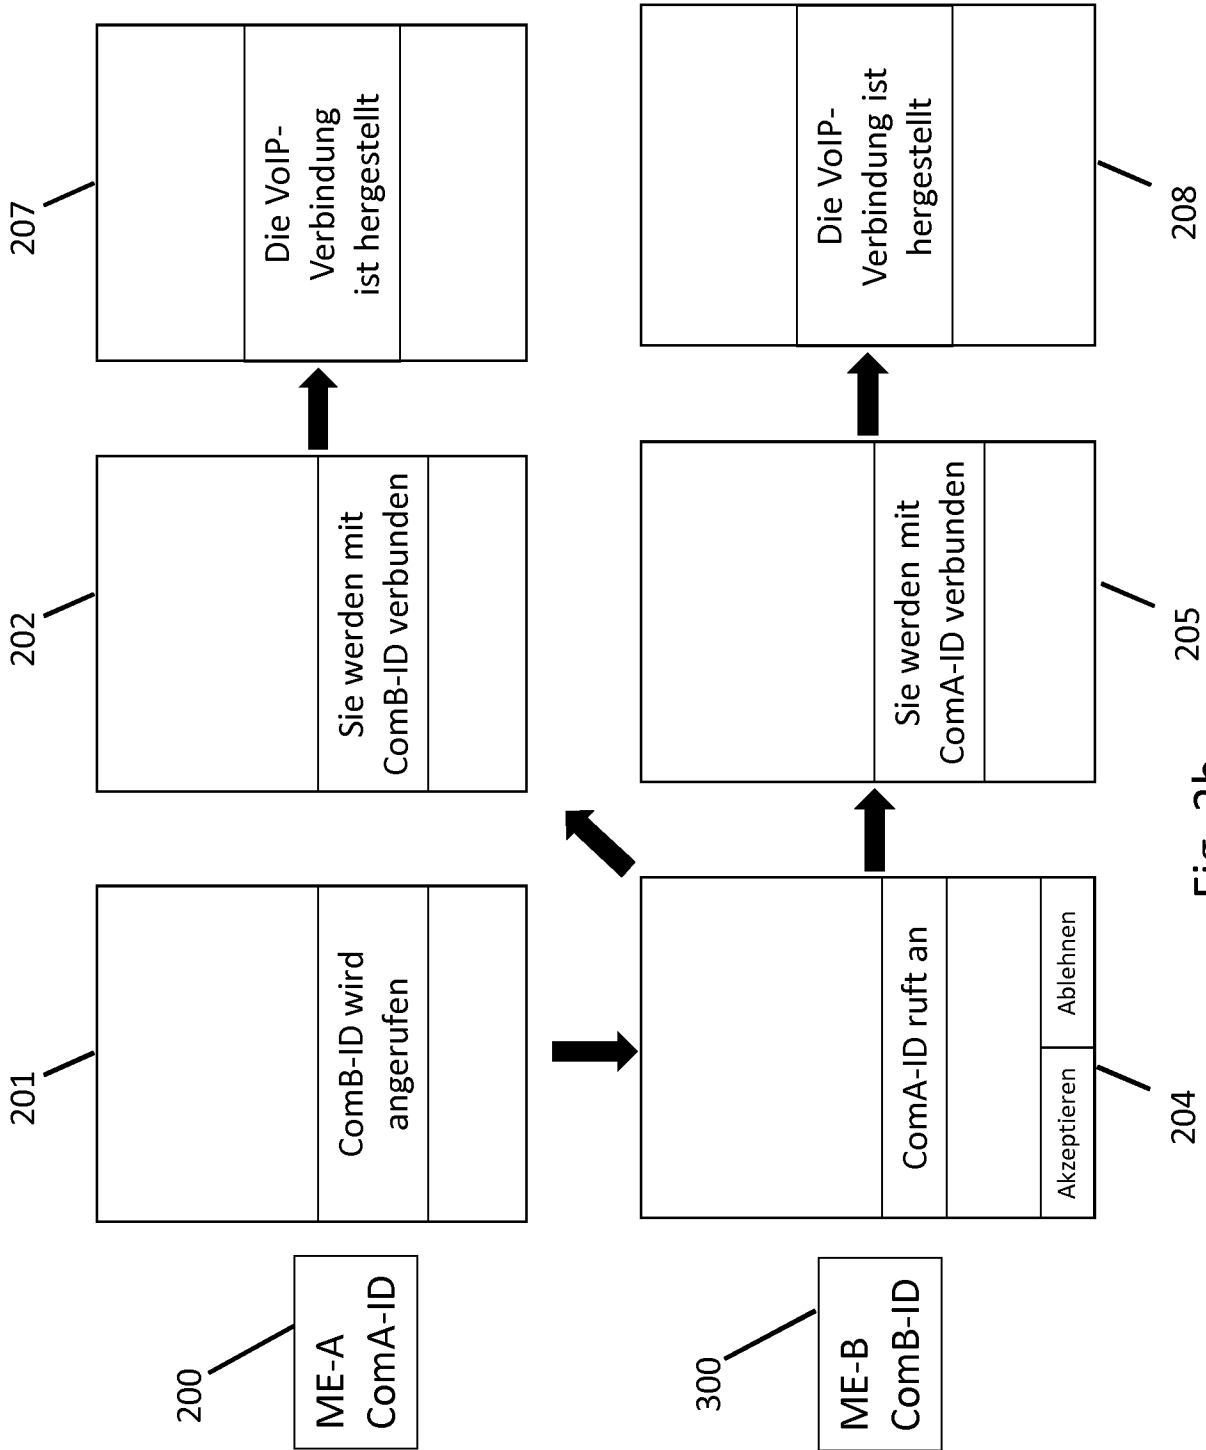 200
201
202
207
ME-A
ComA-ID
ComB-ID wird
angerufen
Sie werden mit
ComB-ID verbunden
Die VoIP-
Verbindung
ist hergestellt
300
ME-B
ComB-ID
ComA-ID ruft an
Akzeptieren
Ablehnen
Sie werden mit
ComA-ID verbunden
Die VoIP-
Verbindung ist
hergestellt
204
205
208
Fig. 2b